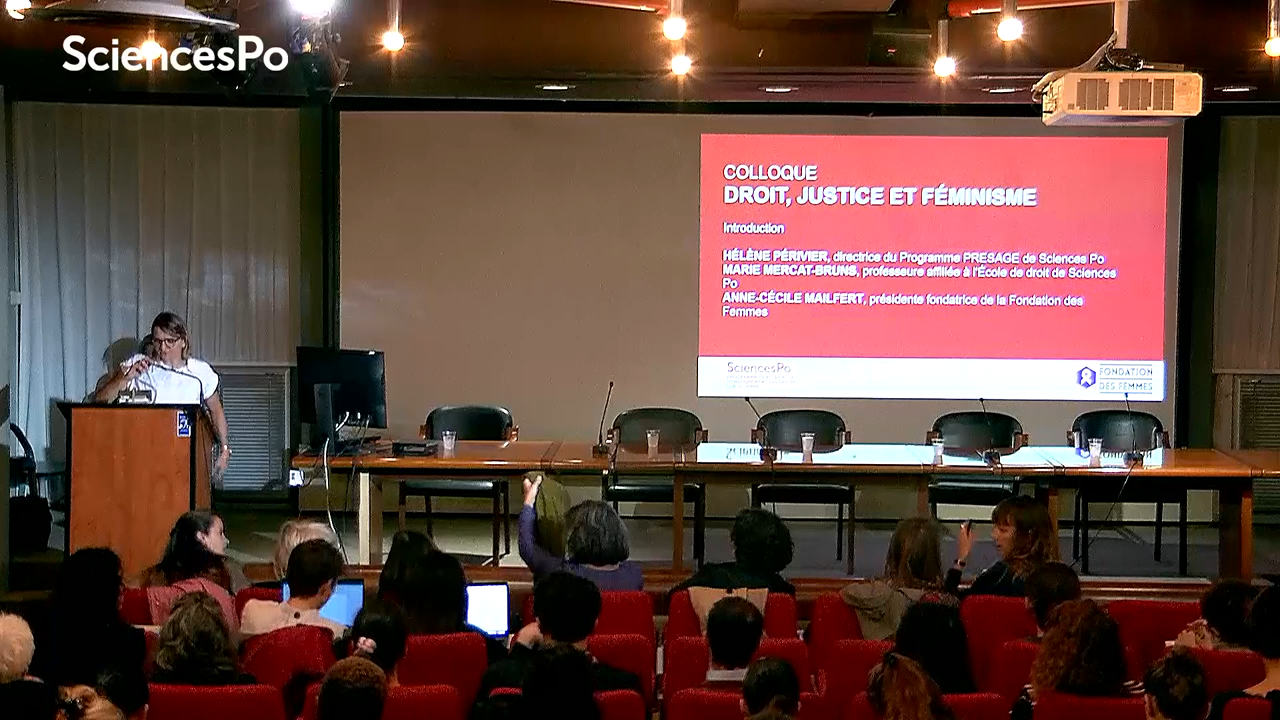 SciencesPo
COLLOQUE
DROIT, JUSTICE ET FÉMINISME
Introduction
HÉLÈNE PÉRIVIER, directrice du Programme PRESAGE de Sciences Po
MARIE MERCAT-BRUNS, professeure affiliée à l'École de droit de Sciences
Po
ANNE-CÉCILE MAILFERT, présidente fondatrice de la Fondation des
Femmes
SciencesPo
FONDATION
DES FEMMES